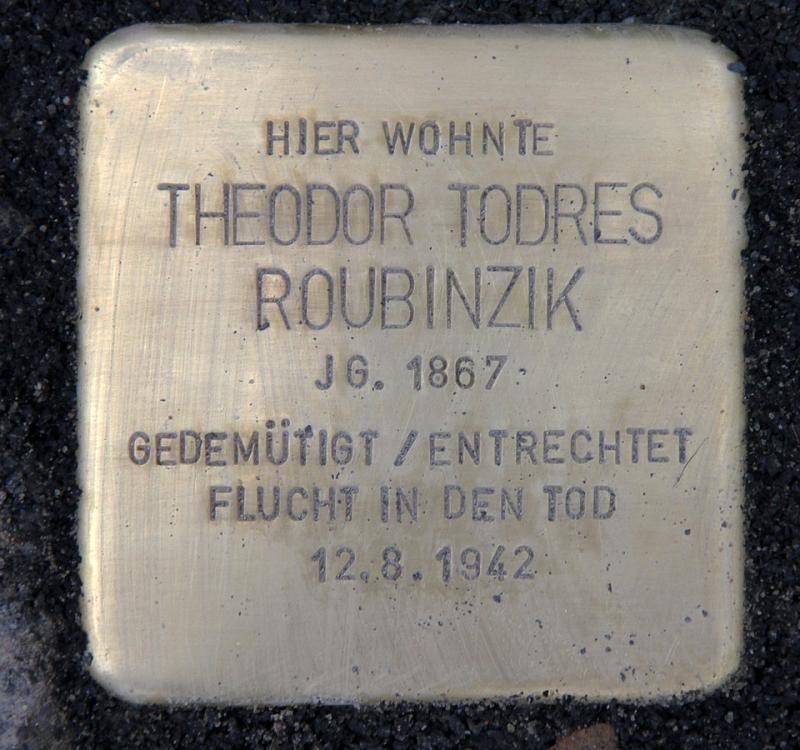 HIER WOHNTE
THEODOR TODRES
ROUBINZIK
JG. 1867
GEDEMÜTIGT / ENTRECHTET
FLUCHT IN DEN TOD
12.8.1942